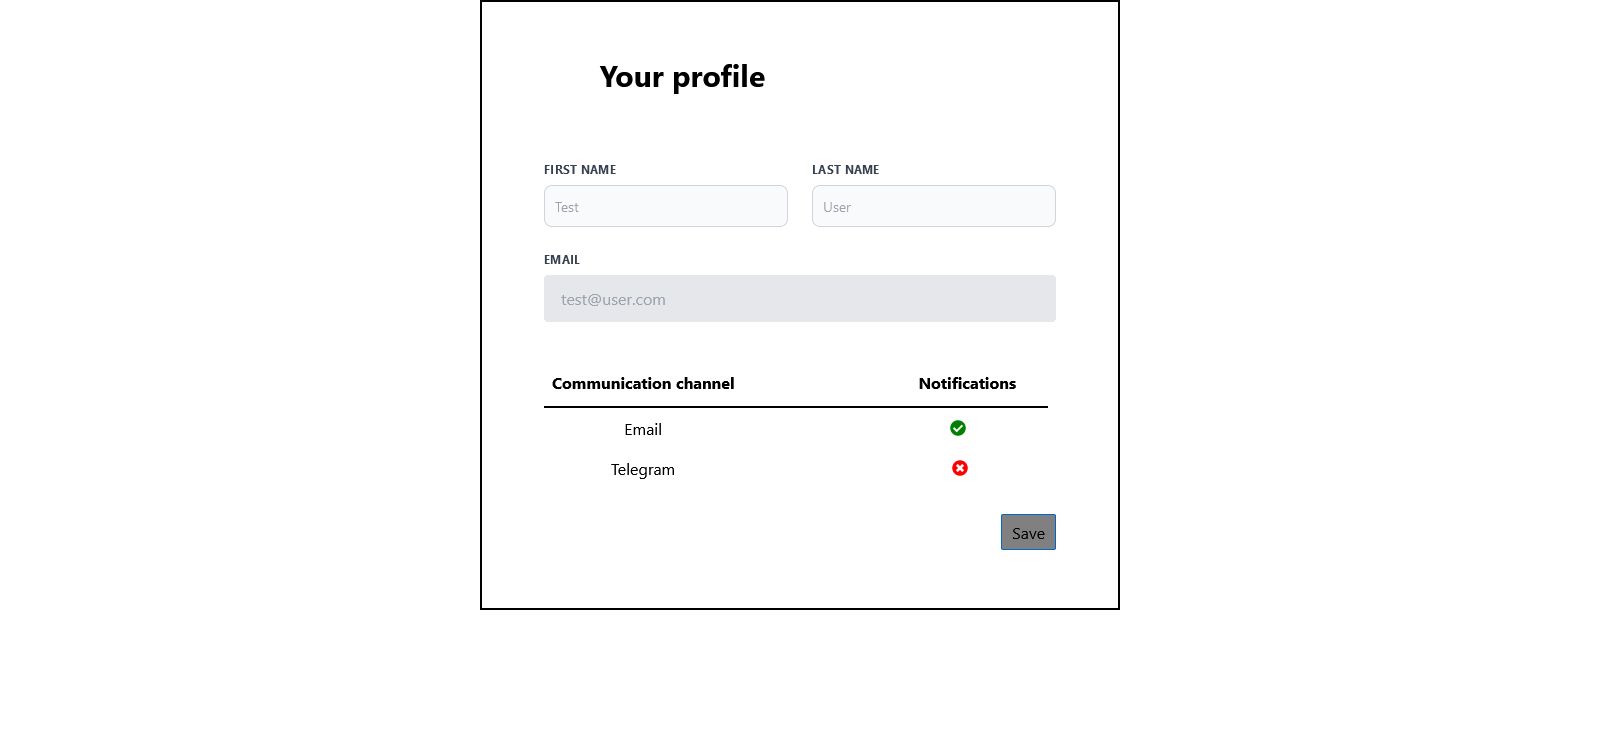 Your profile
FIRST NAME LAST NAME
Test User
EMAIL
test@user.com
Communication channel Notifications
Email
Telegram
Save